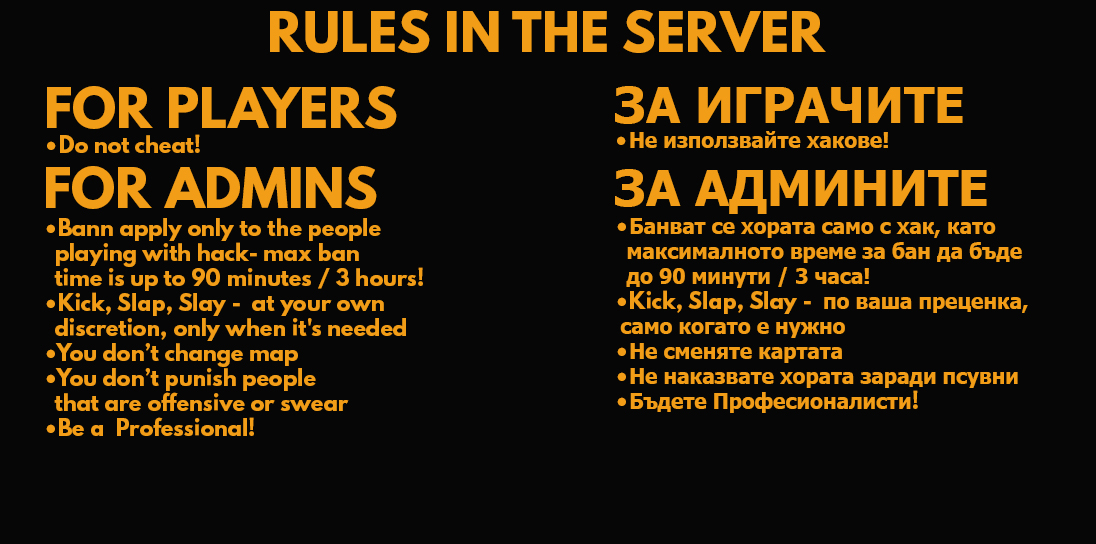 RULES IN THE SERVER
FOR PLAYERS
•Do not cheat!
FOR ADMINS
•Bann apply only to the people
playing with hack- max ban
time is up to 90 minutes / 3 hours!
•Kick, Slap, Slay -  at your own
discretion, only when it's needed
•You don’t change map
•You don’t punish people
that are offensive or swear
•Be a  Professional!
ЗА ИГРАЧИТЕ
•Не използвайте хакове!
ЗА АДМИНИТЕ
•Банват се хората само с хак, като
максималното време за бан да бъде
до 90 минути / 3 часа!
•Kick, Slap, Slay -  по ваша преценка,
само когато е нужно
•Не сменяте картата
•Не наказвате хората заради псувни
•Бъдете Професионалисти!